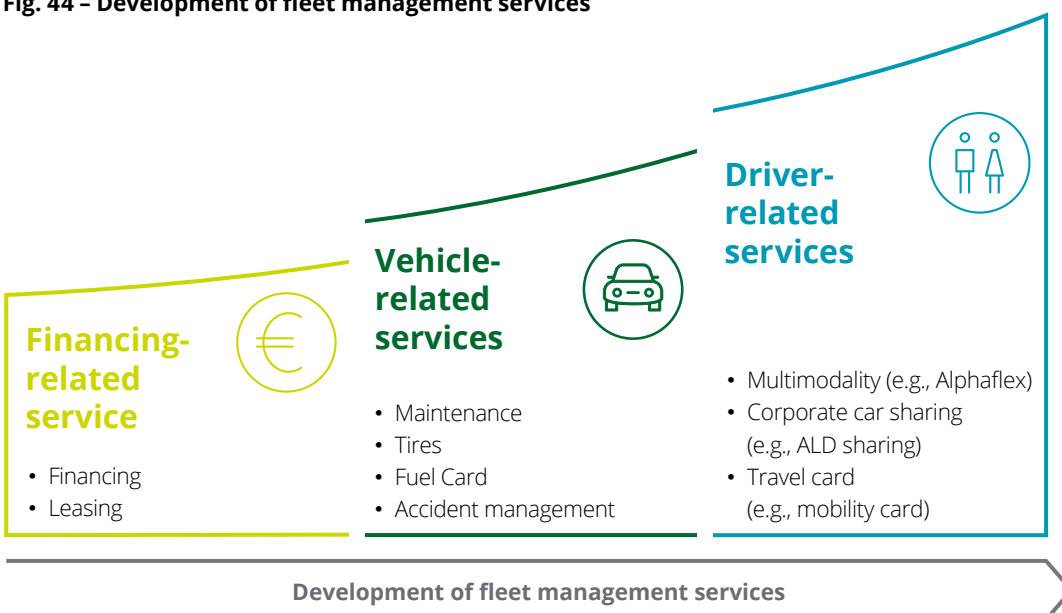 Fig. 44 – Development of fleet management services
Financing-
related
service
• Financing
• Leasing
Vehicle-
related
services
• Maintenance
• Tires
• Fuel Card
• Accident management
Driver-
related
services
• Multimodality (e.g., Alphaflex)
• Corporate car sharing
(e.g., ALD sharing)
• Travel card
(e.g., mobility card)
Development of fleet management services